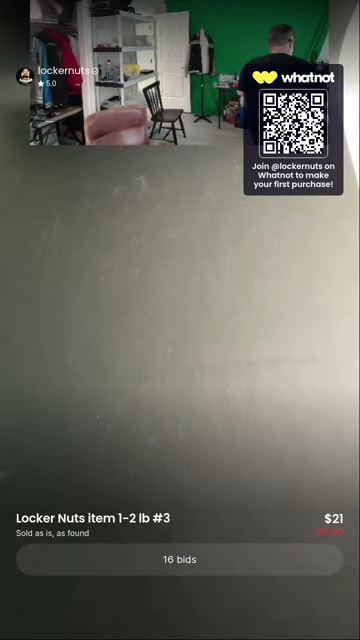 lockernuts
5.0
whatnot
Join @lockernuts on
Whatnot to make
your first purchase!
Locker Nuts item 1-2 lb #3
$21
Sold as is, as found
16 bids